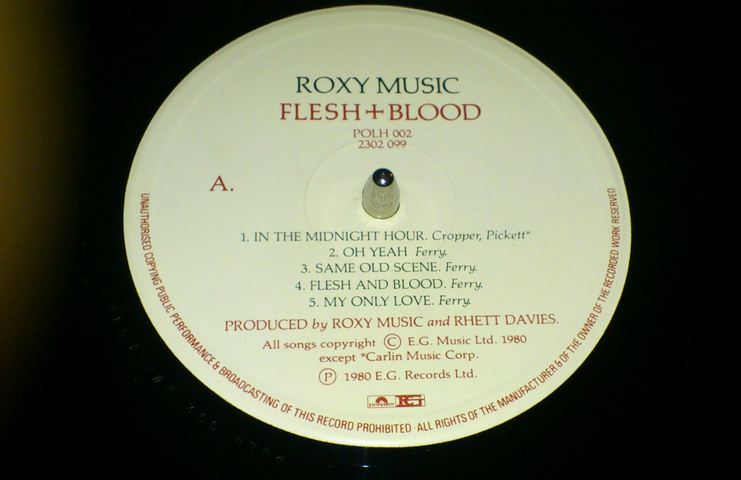 ROXY MUSIC
FLESH + BLOOD
POLH 002
2302 099
A.
1. IN THE MIDNIGHT HOUR. Cropper, Pickett*
2. OH YEAH Ferry.
3. SAME OLD SCENE. Ferry.
4. FLESH AND BLOOD. Ferry.
5. MY ONLY LOVE. Ferry.
PRODUCED by ROXY MUSIC and RHETT DAVIES.
All songs copyright Ⓒ E.G. Music Ltd. 1980
except *Carlin Music Corp.
Ⓟ 1980 E.G. Records Ltd.
UNAUTHORISED COPYING PUBLIC PERFORMANCE & BROADCASTING OF THIS RECORD PROHIBITED · ALL RIGHTS OF THE MANUFACTURER & OF THE OWNER OF THE RECORDED WORK RESERVED